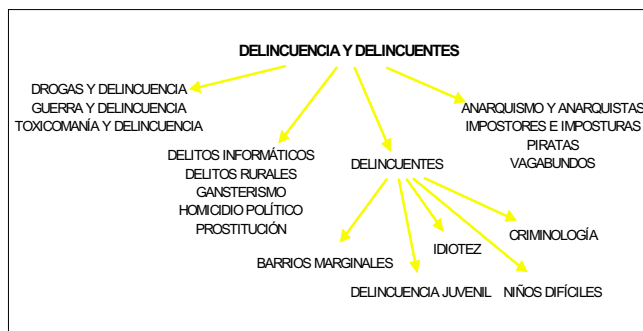 DELINCUENCIA Y DELINCUENTES
DROGAS Y DELINCUENCIA
GUERRA Y DELINCUENCIA
TOXICOMANÍA Y DELINCUENCIA
ANARQUISMO Y ANARQUISTAS
IMPOSTORES E IMPOSTURAS
PIRATAS
VAGABUNDOS
DELITOS INFORMÁTICOS
DELITOS RURALES
GANSTERISMO
HOMICIDIO POLÍTICO
PROSTITUCIÓN
DELINCUENTES
BARRIOS MARGINALES
DELINCUENCIA JUVENIL
IDIOTEZ
NIÑOS DIFÍCILES
CRIMINOLOGÍA